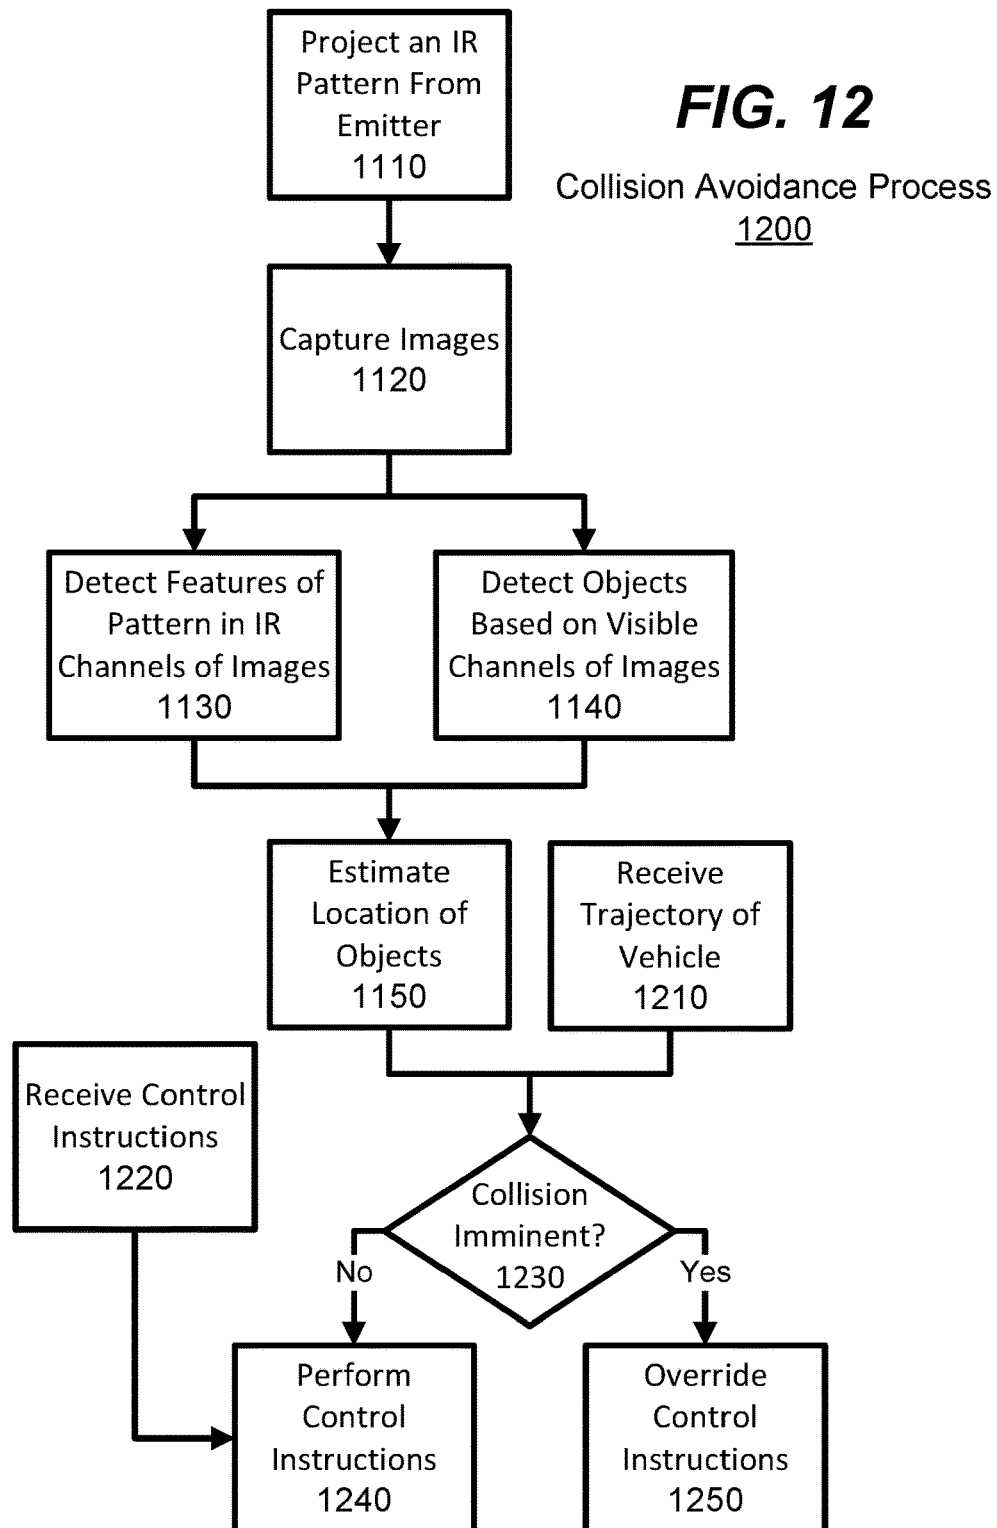 Project an IR
Pattern From
Emitter
1110
FIG. 12
Collision Avoidance Process
1200
Capture Images
1120
Detect Features of
Pattern in IR
Channels of Images
1130
Detect Objects
Based on Visible
Channels of Images
1140
Estimate
Location of
Objects
1150
Receive
Trajectory of
Vehicle
1210
Receive Control
Instructions
1220
Collision
Imminent?
1230
No
Yes
Perform
Control
Instructions
1240
Override
Control
Instructions
1250